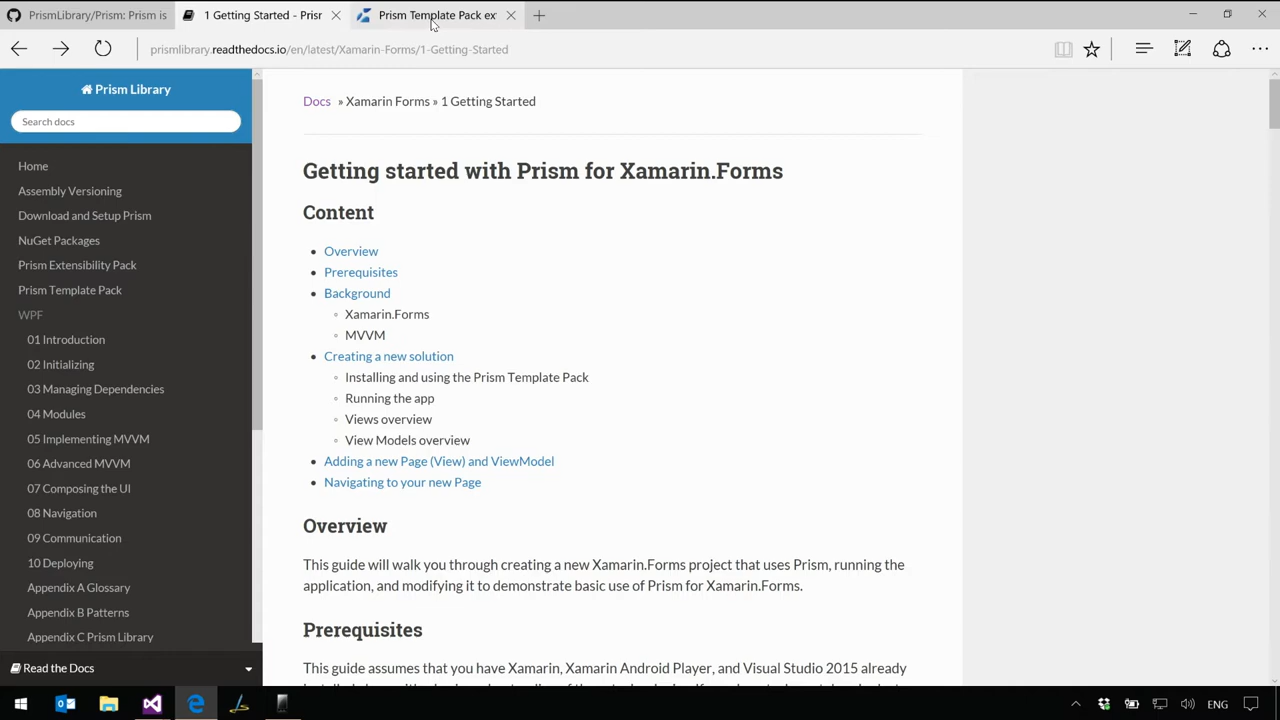 PrismLibrary/Prism: Prism is
1 Getting Started - Prism
Prism Template Pack ext
prismlibrary.readthedocs.io/en/latest/Xamarin-Forms/1-Getting-Started
Prism Library
Search docs
Home
Assembly Versioning
Download and Setup Prism
NuGet Packages
Prism Extensibility Pack
Prism Template Pack
WPF
01 Introduction
02 Initializing
03 Managing Dependencies
04 Modules
05 Implementing MVVM
06 Advanced MVVM
07 Composing the UI
08 Navigation
09 Communication
10 Deploying
Appendix A Glossary
Appendix B Patterns
Appendix C Prism Library
Read the Docs
Docs » Xamarin Forms » 1 Getting Started
Getting started with Prism for Xamarin.Forms
Content
Overview
Prerequisites
Background
Xamarin.Forms
MVVM
Creating a new solution
Installing and using the Prism Template Pack
Running the app
Views overview
View Models overview
Adding a new Page (View) and ViewModel
Navigating to your new Page
Overview
This guide will walk you through creating a new Xamarin.Forms project that uses Prism, running the
application, and modifying it to demonstrate basic use of Prism for Xamarin.Forms.
Prerequisites
This guide assumes that you have Xamarin, Xamarin Android Player, and Visual Studio 2015 already
ENG